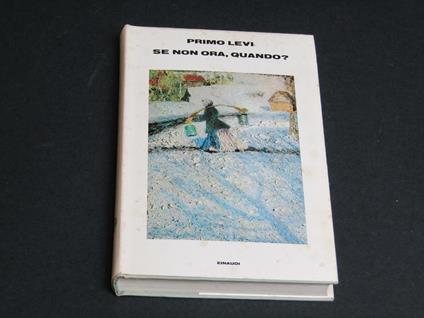 PRIMO LEVI
SE NON ORA, QUANDO?
EINAUDI